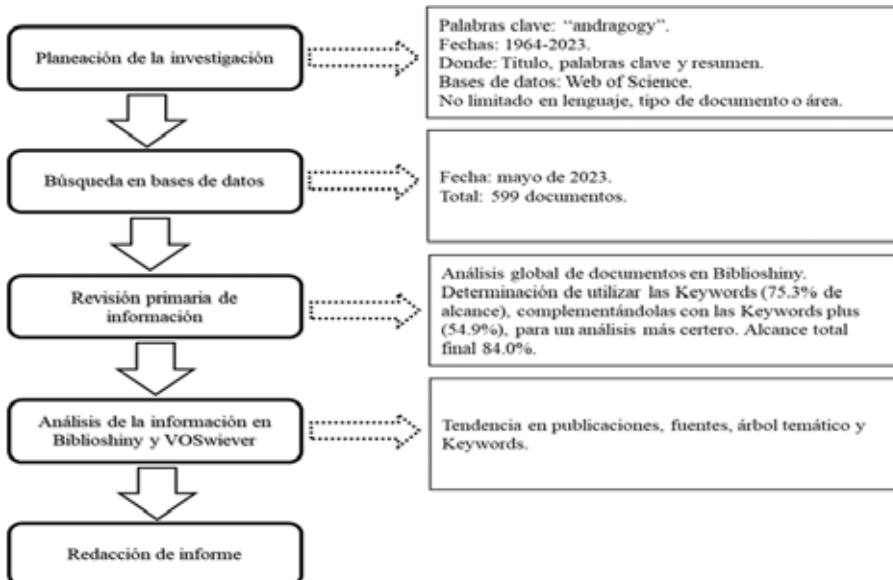 Planeación de la investigación
Palabras clave: “andragogy”.
Fechas: 1964-2023.
Donde: Titulo, palabras clave y resumen.
Bases de datos: Web of Science.
No limitado en lenguaje, tipo de documento o área.
Búsqueda en bases de datos
Fecha: mayo de 2023.
Total: 599 documentos.
Revisión primaria de
información
Análisis global de documentos en Biblioshiny.
Determinación de utilizar las Keywords (75.3% de
alcance), complementándolas con las Keywords plus
(54.9%), para un análisis más certero. Alcance total
final 84.0%.
Análisis de la información en
Biblioshiny y VOSwiever
Tendencia en publicaciones, fuentes, árbol temático y
Keywords.
Redacción de informe